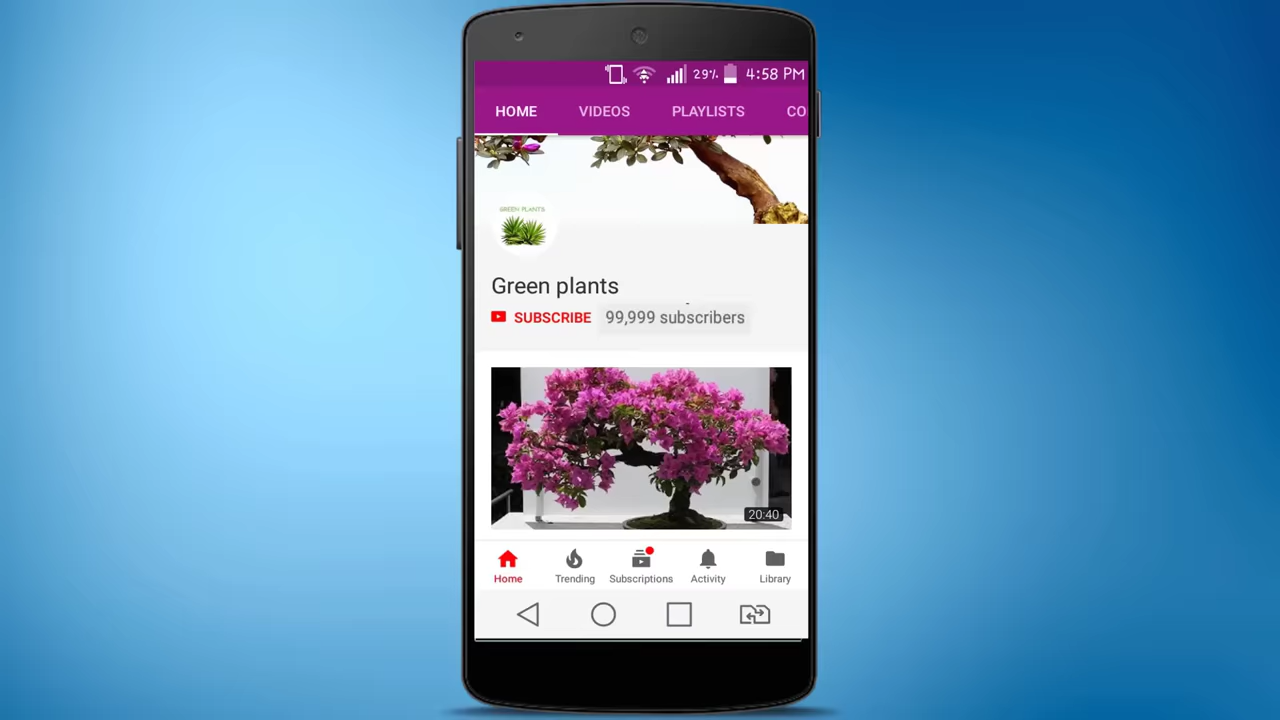 29% 4:58 PM
HOME VIDEOS PLAYLISTS CO
GREEN PLANTS
Green plants
SUBSCRIBE 99,999 subscribers
20:40
Home Trending Subscriptions Activity Library